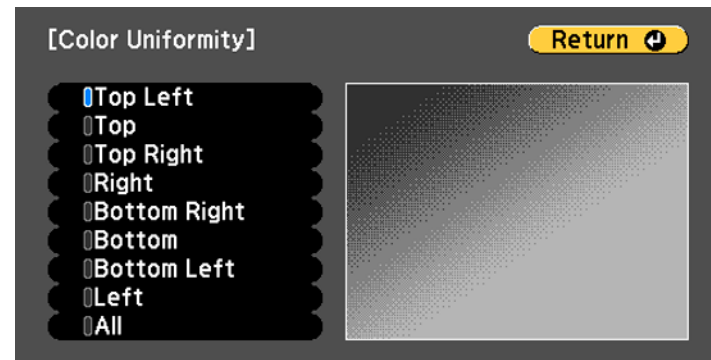 [Color Uniformity]
Return
Top Left
Top
Top Right
Right
Bottom Right
Bottom
Bottom Left
Left
All